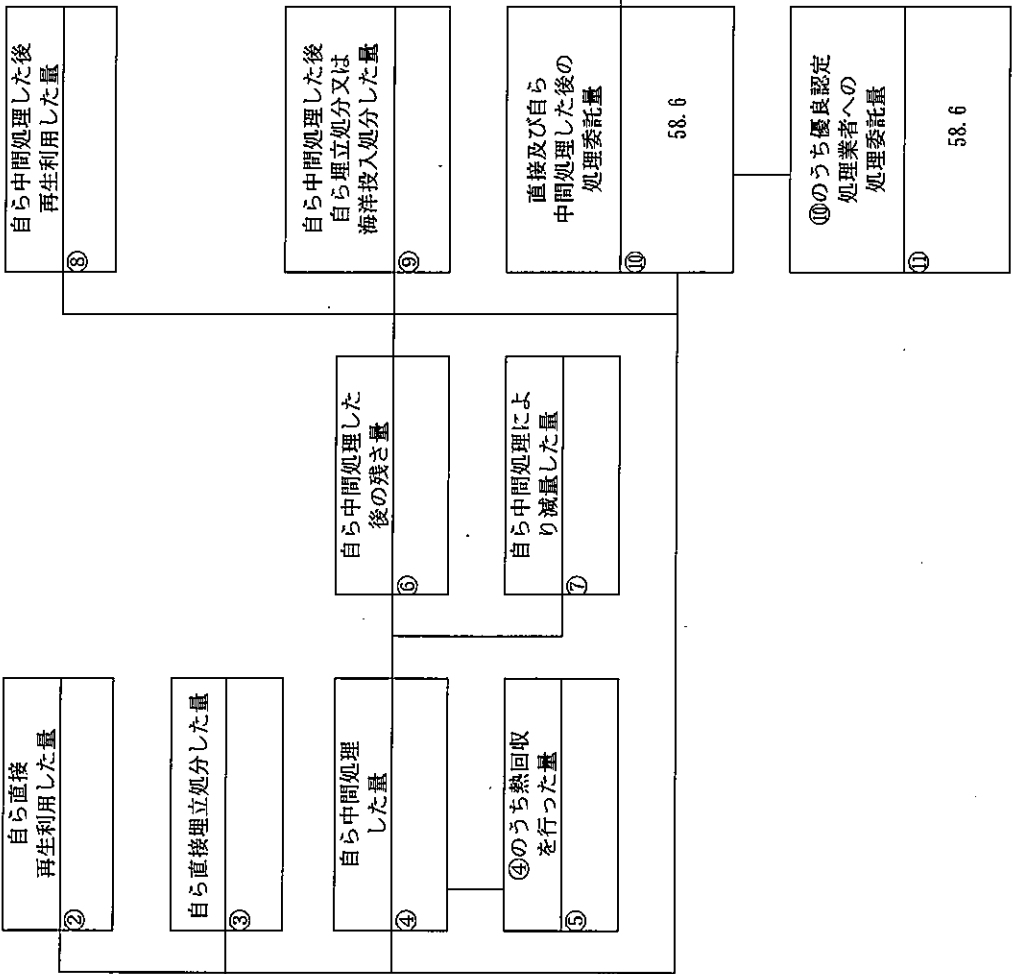 自ら直接
再生利用した量
②
自ら直接埋立処分した量
③
自ら中間処理
した量
④
④のうち熱回収
を行った量
⑤
自ら中間処理した
後の残さ量
⑥
自ら中間処理によ
り減量した量
⑦
自ら中間処理した後
再生利用した量
⑧
自ら中間処理した後
自ら埋立処分又は
海洋投入処分した量
⑨
直接及び自ら
中間処理した後の
処理委託量
⑩
58.6
⑩のうち優良認定
処理業者への
処理委託量
⑪
58.6